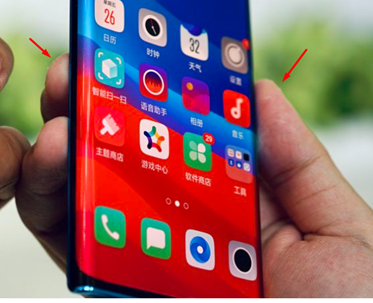 26
32
日历
时钟
天气
设置
智能扫一扫
语音助手
相册
音乐
29
主题商店
游戏中心
软件商店
工具